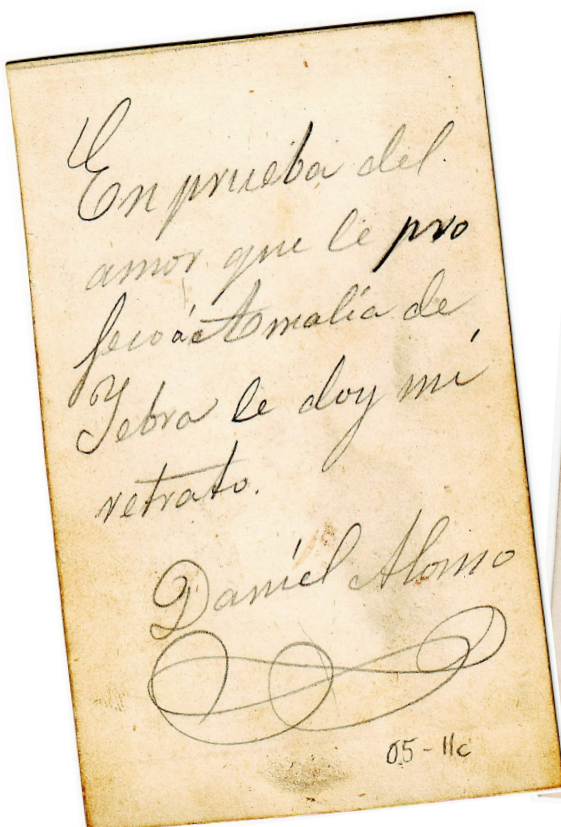 En prueba del
amor que le pro
feso á Amalia de
Yebra le doy mi
retrato.
Daniel Alonso
05-11c